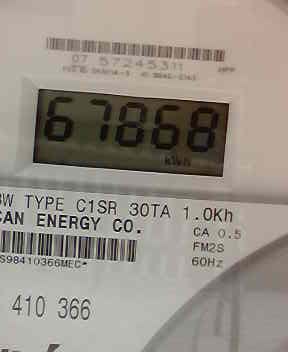 07 57245311
67868
kWh
W TYPE C1SR 30TA 1.0Kh
CAN ENERGY CO.
CA 0.5
FM2S
60Hz
S98410366MEC*
410 366